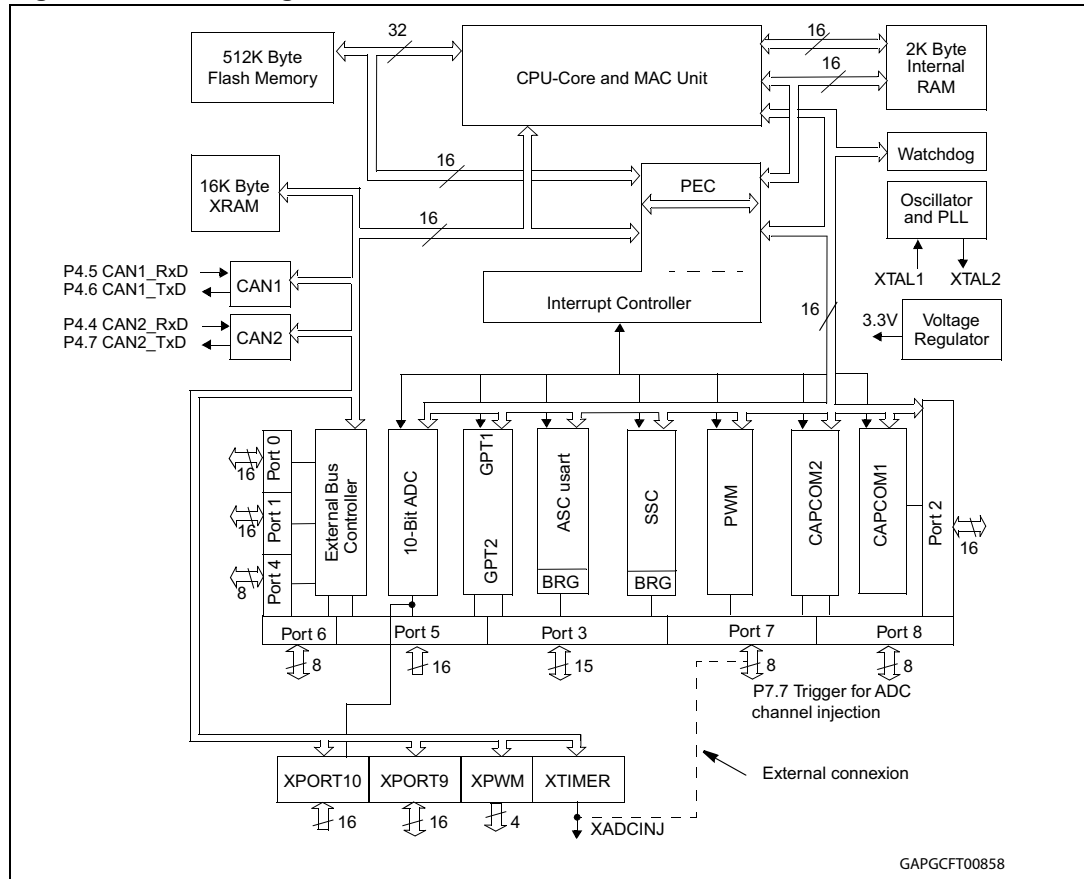 32
512K Byte
Flash Memory
CPU-Core and MAC Unit
16
2K Byte
Internal
RAM
16
16
PEC
Watchdog
16K Byte
XRAM
16
Oscillator
and PLL
XTAL1
XTAL2
P4.5 CAN1_RxD
P4.6 CAN1_TxD
CAN1
Interrupt Controller
16
3.3V
Voltage
Regulator
P4.4 CAN2_RxD
P4.7 CAN2_TxD
CAN2
16
Port 0
16
Port 1
8
Port 4
External Bus
Controller
10-Bit ADC
GPT1
GPT2
ASC usart
BRG
SSC
BRG
PWM
CAPCOM2
CAPCOM1
Port 2
16
Port 6
Port 5
Port 3
Port 7
Port 8
8
16
15
8
8
P7.7 Trigger for ADC
channel injection
External connexion
XPORT10
XPORT9
XPWM
XTIMER
16
16
4
XADCINJ
GAPGCFT00858